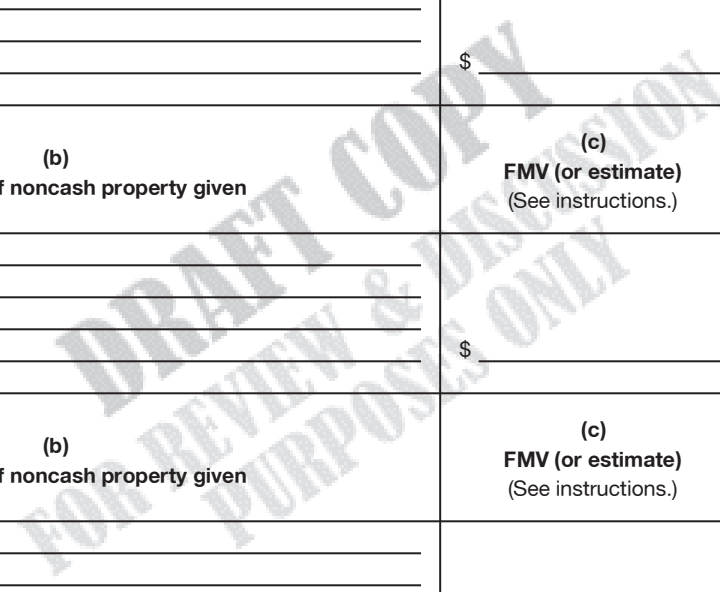 $
(b)
f noncash property given
(c)
FMV (or estimate)
(See instructions.)
$
(b)
f noncash property given
(c)
FMV (or estimate)
(See instructions.)
DRAFT COPY
FOR REVIEW & DISCUSSION
PURPOSES ONLY